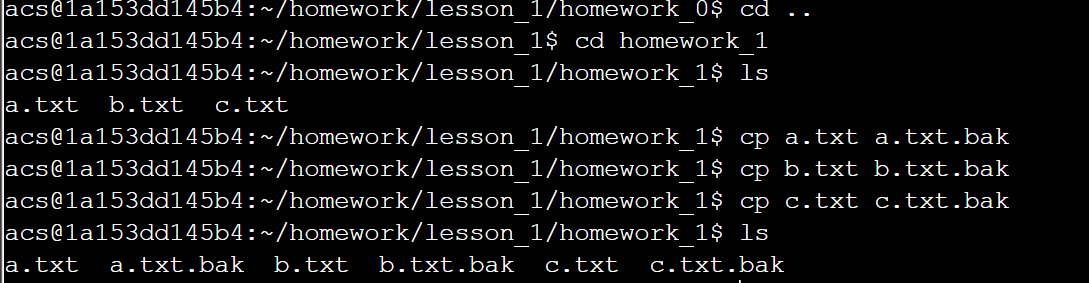 acs@1a153dd145b4:~/homework/lesson_1/homework_0$ cd ..
acs@1a153dd145b4:~/homework/lesson_1$ cd homework_1
acs@1a153dd145b4:~/homework/lesson_1/homework_1$ ls
a.txt  b.txt  c.txt
acs@1a153dd145b4:~/homework/lesson_1/homework_1$ cp a.txt a.txt.bak
acs@1a153dd145b4:~/homework/lesson_1/homework_1$ cp b.txt b.txt.bak
acs@1a153dd145b4:~/homework/lesson_1/homework_1$ cp c.txt c.txt.bak
acs@1a153dd145b4:~/homework/lesson_1/homework_1$ ls
a.txt  a.txt.bak  b.txt  b.txt.bak  c.txt  c.txt.bak